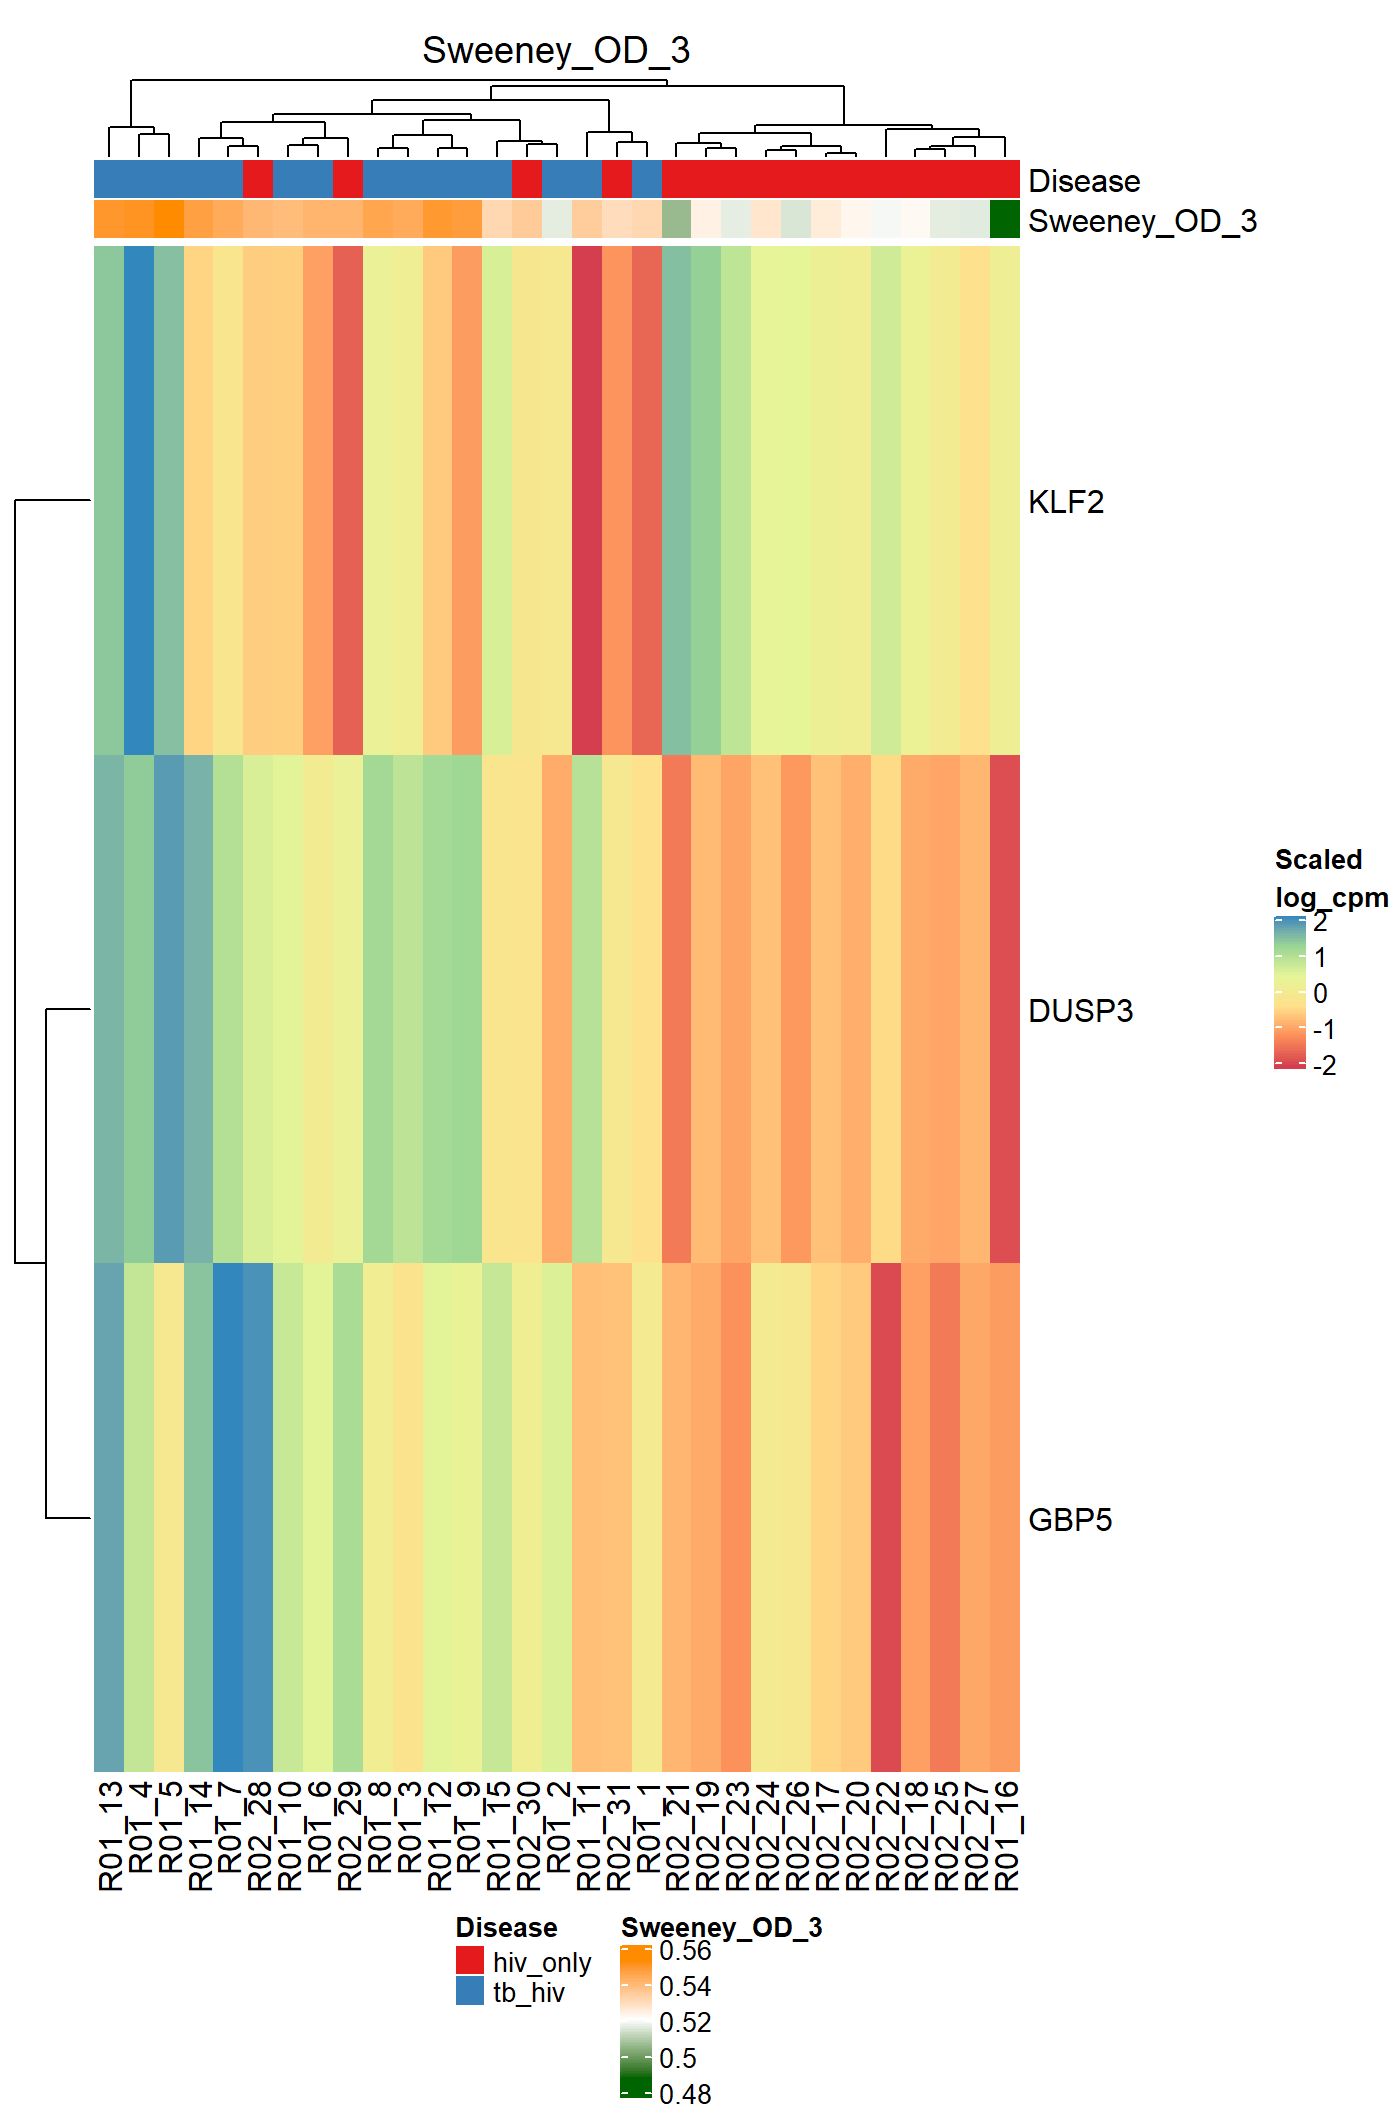 Sweeney_OD_3
Disease
Sweeney_OD_3
KLF2
DUSP3
GBP5
Scaled
log_cpm
2
1
0
-1
-2
R01_13
R01_4
R01_5
R01_14
R01_7
R02_28
R01_10
R01_6
R02_29
R01_8
R01_3
R01_12
R01_9
R01_15
R02_30
R01_2
R01_11
R02_31
R01_1
R02_21
R02_19
R02_23
R02_24
R02_26
R02_17
R02_20
R02_22
R02_18
R02_25
R02_27
R01_16
Disease
hiv_only
tb_hiv
Sweeney_OD_3
0.56
0.54
0.52
0.5
0.48